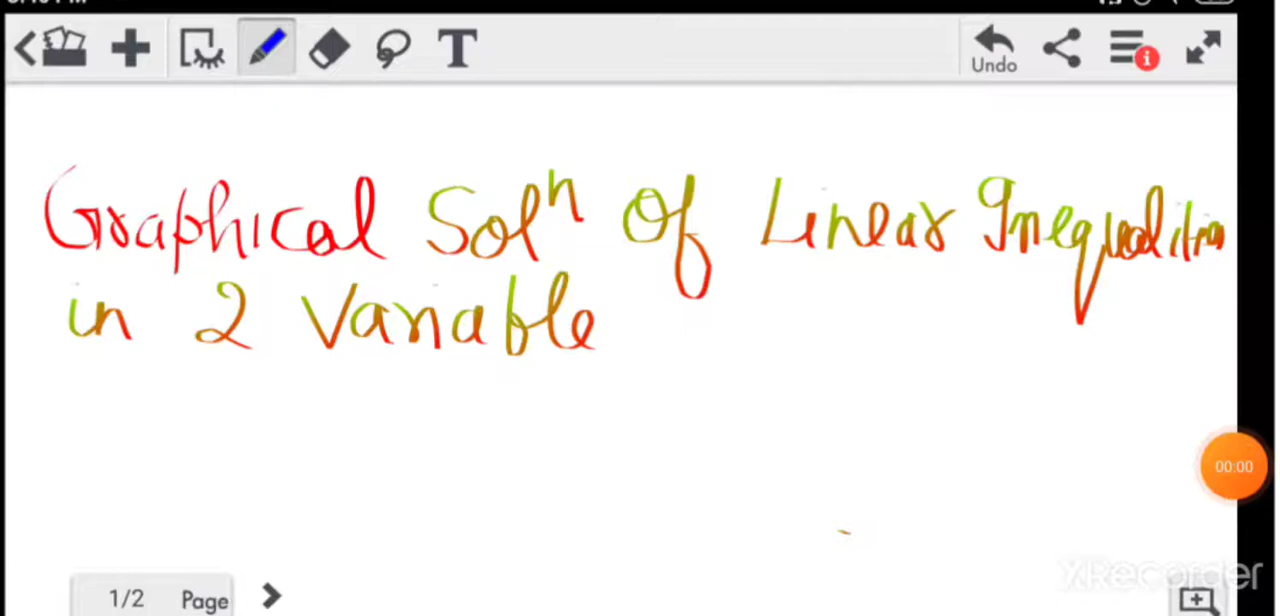 Undo
Graphical Solⁿ Of Linear Inequalities
in 2 Variable
00:00
XRecorder
1/2 Page